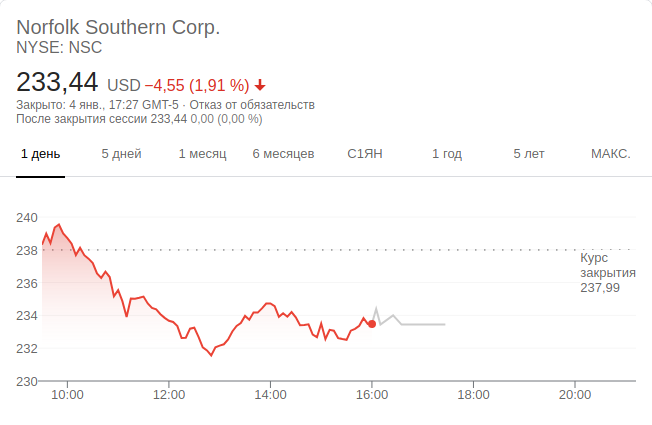 Norfolk Southern Corp.
NYSE: NSC
233,44 USD −4,55 (1,91 %)
Закрыто: 4 янв., 17:27 GMT-5 · Отказ от обязательств
После закрытия сессии 233,44 0,00 (0,00 %)
1 день 5 дней 1 месяц 6 месяцев С1ЯН 1 год 5 лет МАКС.
240
238
236
234
232
230
Курс
закрытия
237,99
10:00 12:00 14:00 16:00 18:00 20:00